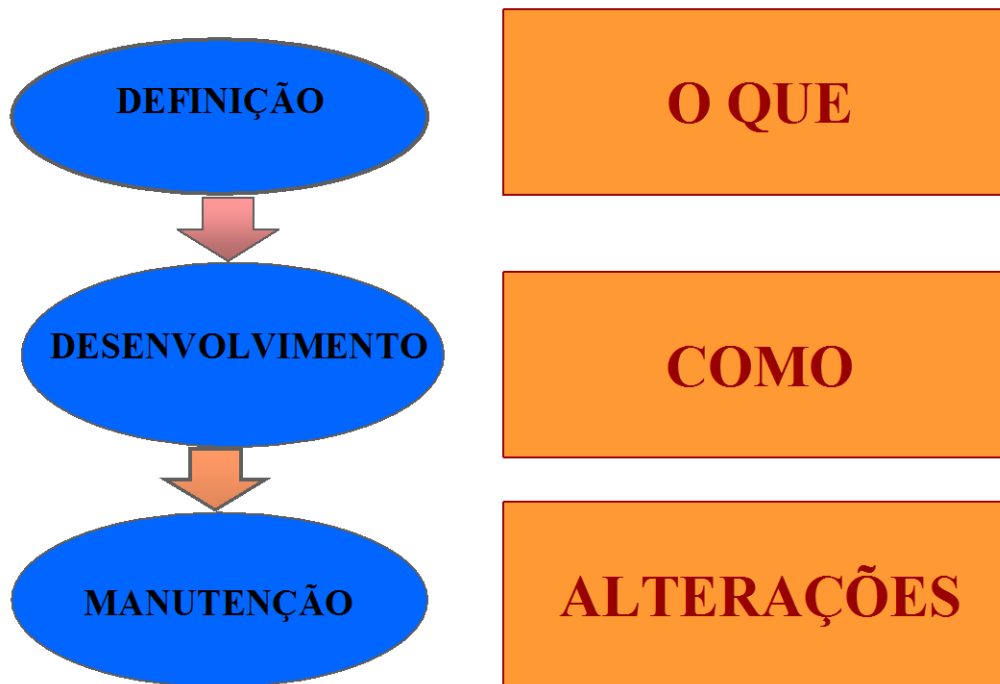 DEFINIÇÃO
O QUE
DESENVOLVIMENTO
COMO
MANUTENÇÃO
ALTERAÇÕES